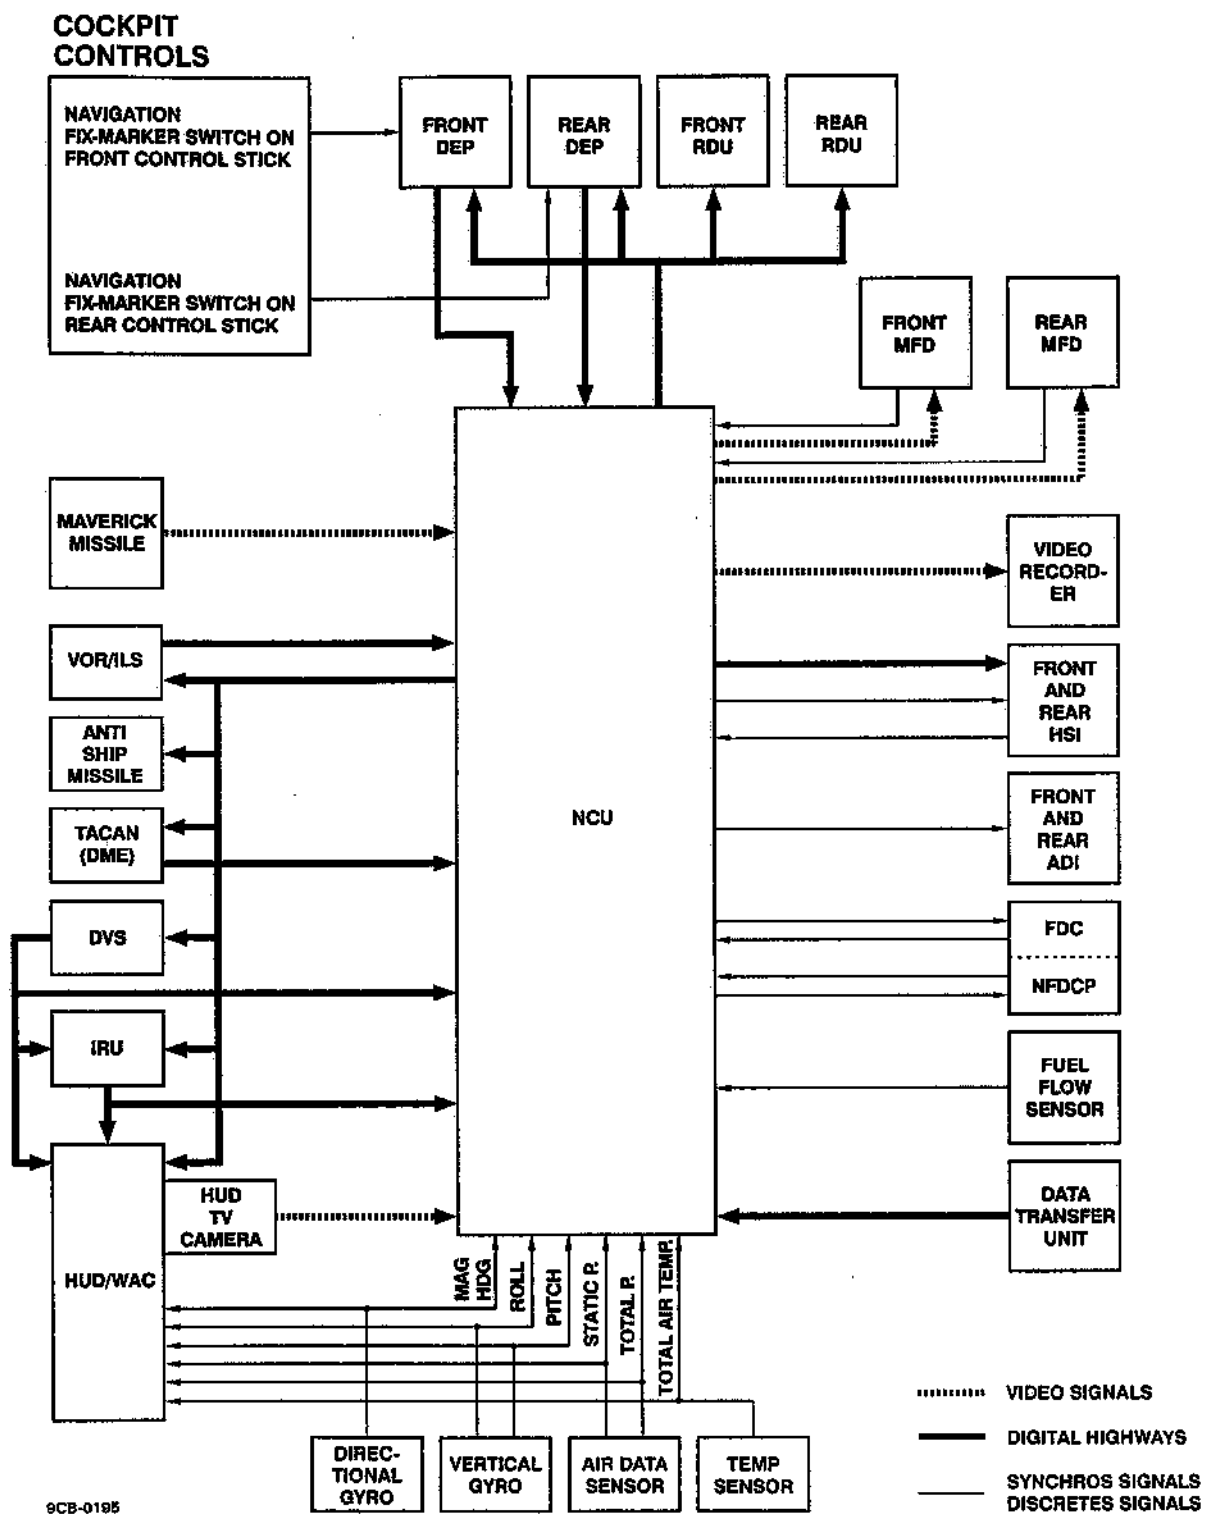 COCKPIT
CONTROLS
NAVIGATION
FIX-MARKER SWITCH ON
FRONT CONTROL STICK
NAVIGATION
FIX-MARKER SWITCH ON
REAR CONTROL STICK
FRONT
DEP
REAR
DEP
FRONT
RDU
REAR
RDU
FRONT
MFD
REAR
MFD
MAVERICK
MISSILE
VOR/ILS
ANTI
SHIP
MISSILE
TACAN
(DME)
DVS
IRU
HUD
TV
CAMERA
HUD/WAC
NCU
VIDEO
RECORD-
ER
FRONT
AND
REAR
HSI
FRONT
AND
REAR
ADI
FDC
NFDCP
FUEL
FLOW
SENSOR
DATA
TRANSFER
UNIT
MAG
HDG
ROLL
PITCH
STATIC P.
TOTAL P.
TOTAL AIR TEMP.
DIREC-
TIONAL
GYRO
VERTICAL
GYRO
AIR DATA
SENSOR
TEMP
SENSOR
VIDEO SIGNALS
DIGITAL HIGHWAYS
SYNCHROS SIGNALS
DISCRETES SIGNALS
9CB-0195